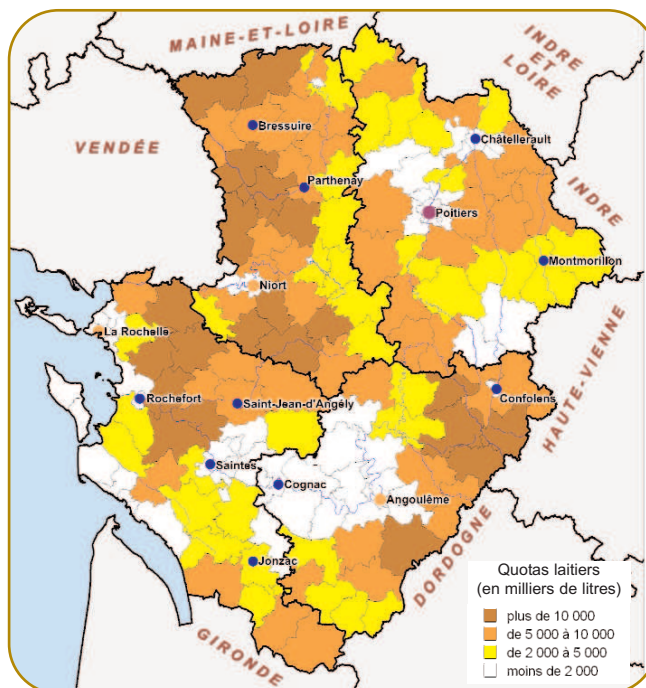 MAINE-ET-LOIRE
INDRE
ET
LOIRE
VENDÉE
Bressuire
Châtellerault
Parthenay
INDRE
Poitiers
Montmorillon
Niort
La Rochelle
HAUTE-VIENNE
Rochefort
Saint-Jean-d'Angély
Confolens
Saintes
Cognac
Angoulême
DORDOGNE
Jonzac
GIRONDE
Quotas laitiers
(en milliers de litres)
plus de 10 000
de 5 000 à 10 000
de 2 000 à 5 000
moins de 2 000